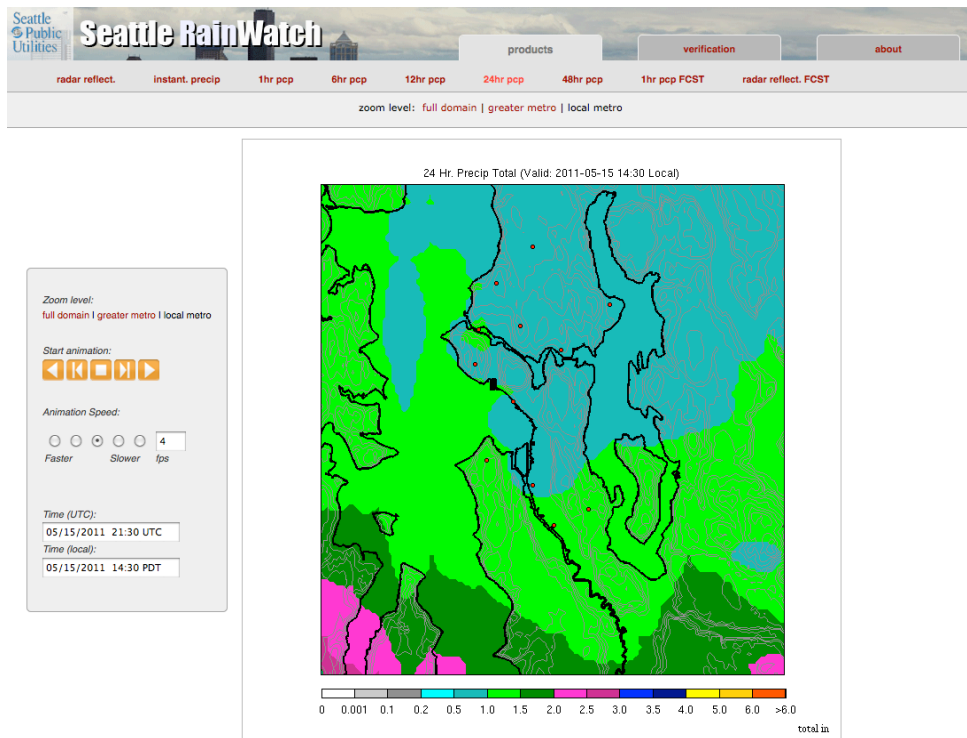 Seattle
Public
Utilities
Seattle RainWatch
products verification about
radar reflect. instant. precip 1hr pcp 6hr pcp 12hr pcp 24hr pcp 48hr pcp 1hr pcp FCST radar reflect. FCST
zoom level: full domain | greater metro | local metro
24 Hr. Precip Total (Valid: 2011-05-15 14:30 Local)
Zoom level:
full domain I greater metro I local metro
Start animation:
Animation Speed:
4
Faster Slower fps
Time (UTC):
05/15/2011 21:30 UTC
Time (local):
05/15/2011 14:30 PDT
0 0.001 0.1 0.2 0.5 1.0 1.5 2.0 2.5 3.0 3.5 4.0 5.0 6.0 >6.0
total in